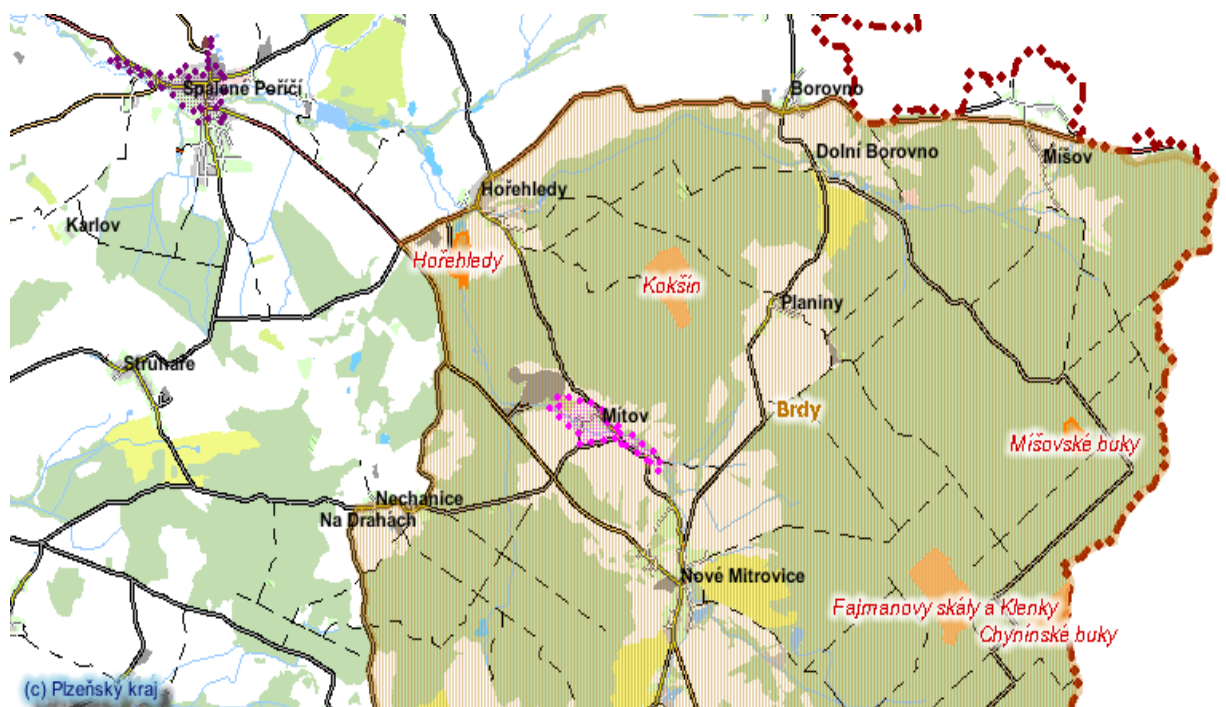 Spálené Poříčí
Borovno
Dolní Borovno
Míšov
Hořehledy
Karlov
Hořehledy
Kokšín
Planiny
Struhaře
Mítov
Brdy
Míšovské buky
Nechanice
Na Drahách
Nové Mitrovice
Fajmanovy skály a Klenky
Chynínské buky
(c) Plzeňský kraj